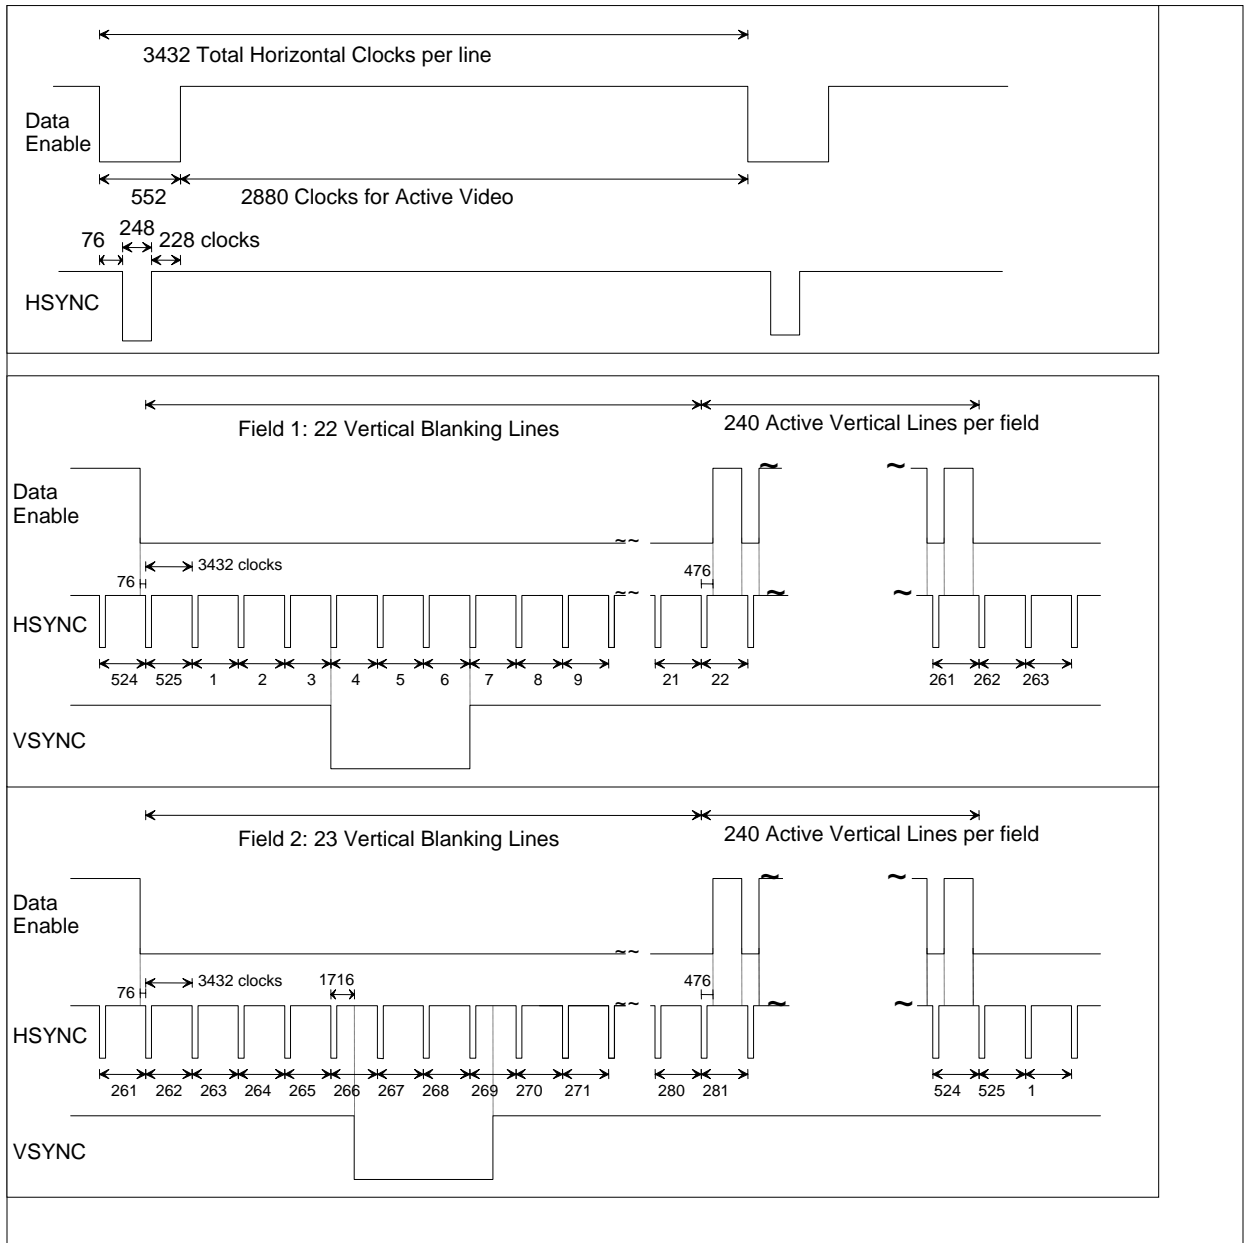 3432 Total Horizontal Clocks per line
Data
Enable
552
2880 Clocks for Active Video
248
76
228 clocks
HSYNC
Field 1: 22 Vertical Blanking Lines
240 Active Vertical Lines per field
~ ~
Data
Enable
~~
3432 clocks
76
476
~~ ~ ~
HSYNC
524 525 1 2 3 4 5 6 7 8 9 21 22 261 262 263
VSYNC
Field 2: 23 Vertical Blanking Lines
240 Active Vertical Lines per field
~ ~
Data
Enable
~~
3432 clocks
1716
476
76
~~ ~ ~
HSYNC
261 262 263 264 265 266 267 268 269 270 271 280 281 524 525 1
VSYNC